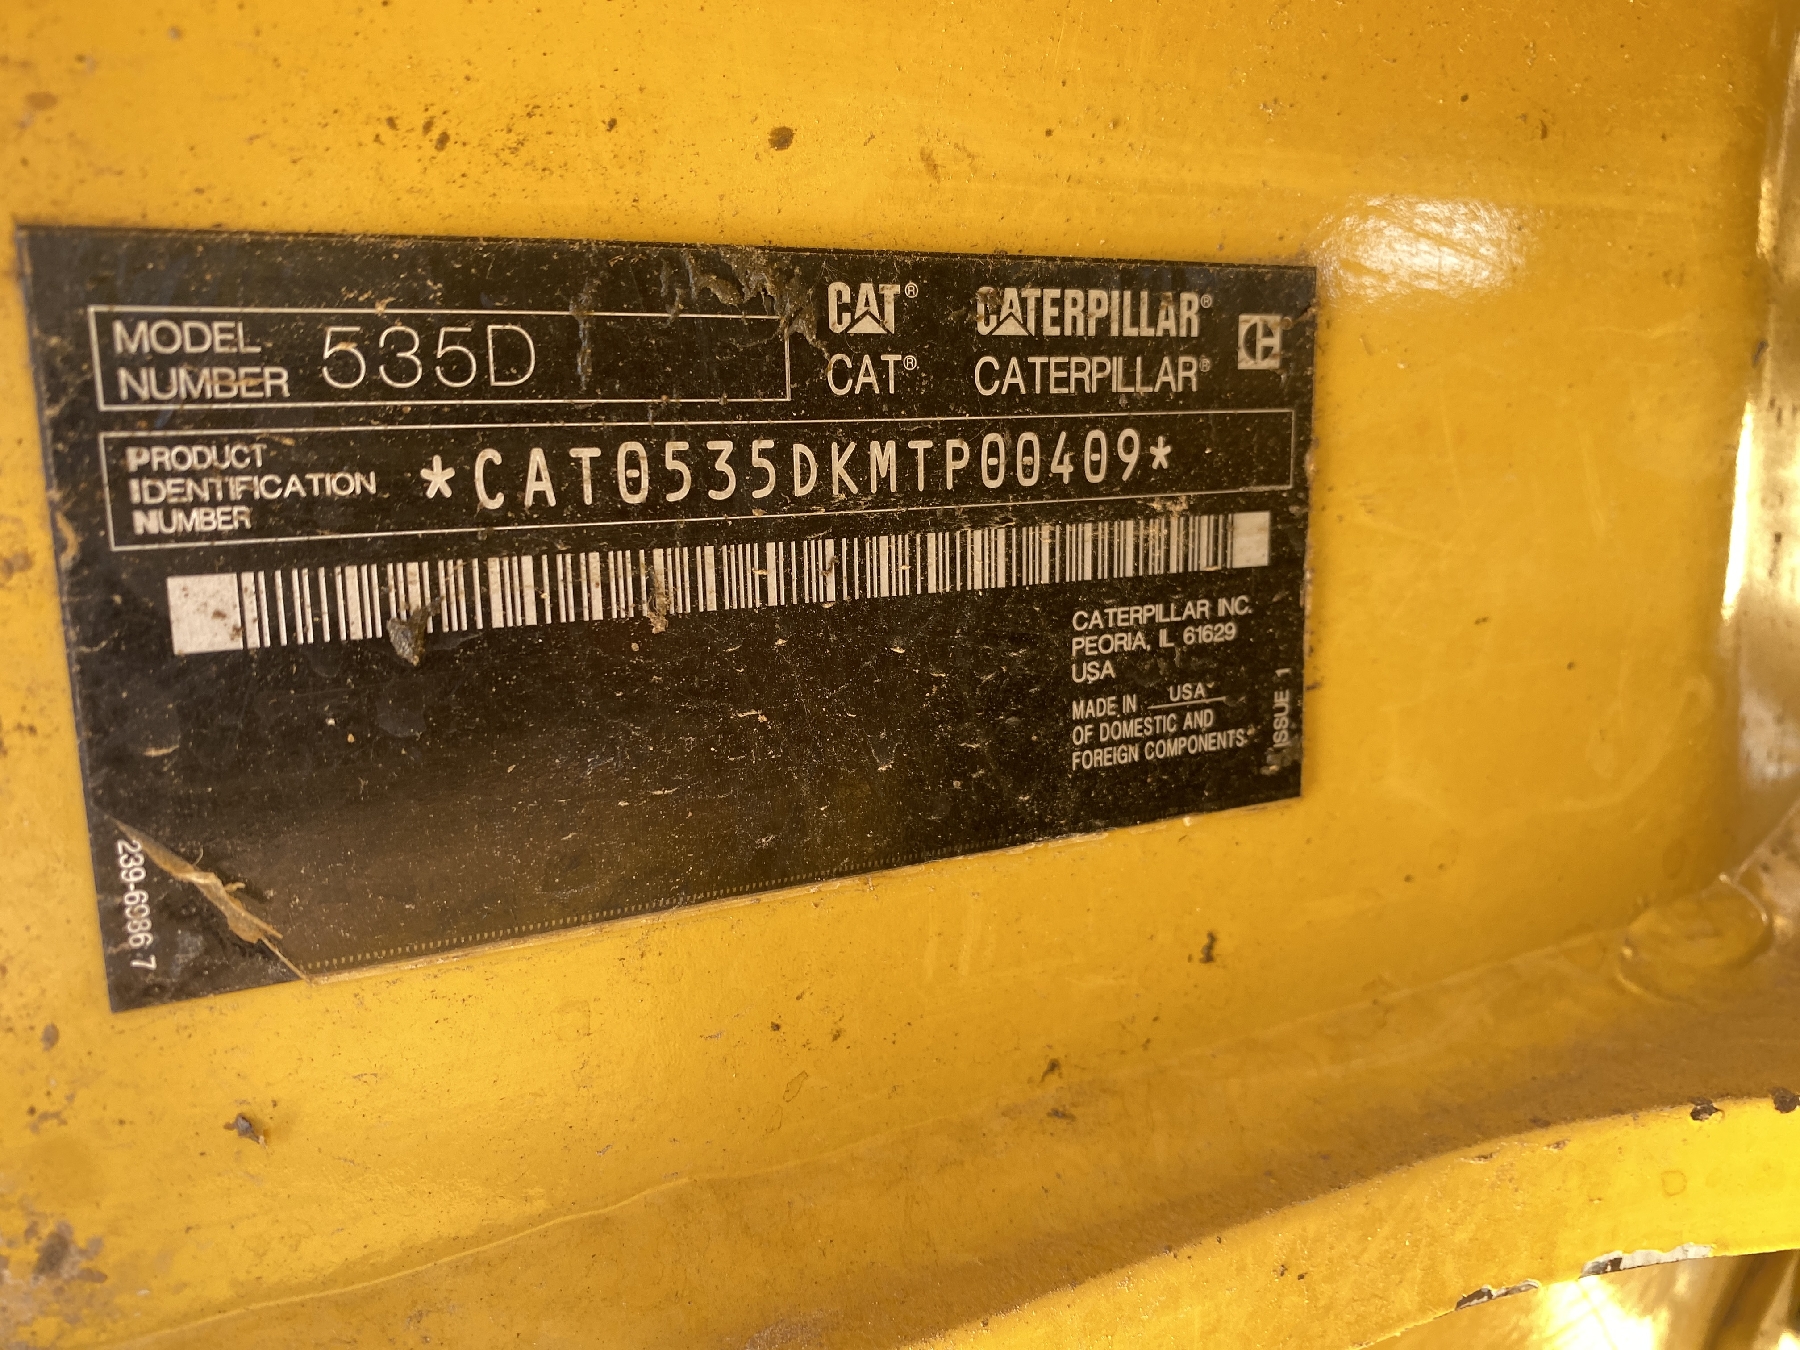 MODEL
NUMBER 535D
CAT® CATERPILLAR®
CAT® CATERPILLAR®
PRODUCT
IDENTIFICATION
NUMBER
*CAT0535DKMTP00409*
CATERPILLAR INC.
PEORIA, IL 61629
USA
MADE IN USA
OF DOMESTIC AND
FOREIGN COMPONENTS
ISSUE 1
239-6086 7